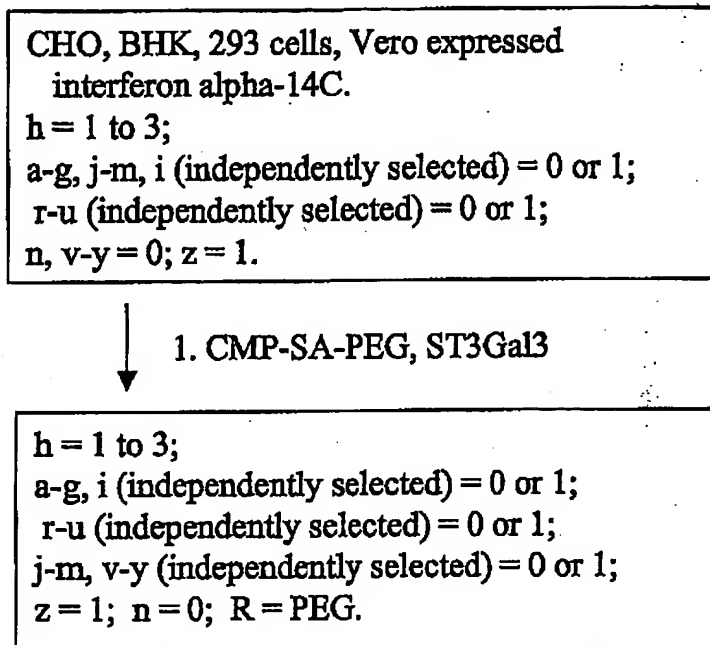 CHO, BHK, 293 cells, Vero expressed
interferon alpha-14C.
h = 1 to 3;
a-g, j-m, i (independently selected) = 0 or 1;
r-u (independently selected) = 0 or 1;
n, v-y = 0; z = 1.
1. CMP-SA-PEG, ST3Gal3
h = 1 to 3;
a-g, i (independently selected) = 0 or 1;
r-u (independently selected) = 0 or 1;
j-m, v-y (independently selected) = 0 or 1;
z = 1; n = 0; R = PEG.